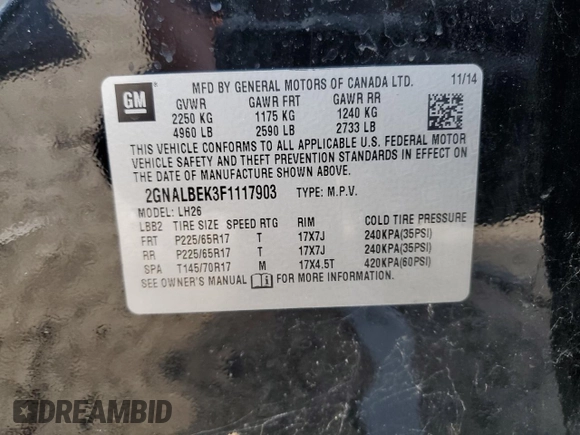 GM
MFD BY GENERAL MOTORS OF CANADA LTD. 11/14
GVWR GAWR FRT GAWR RR
2250 KG 1175 KG 1240 KG
4960 LB 2590 LB 2733 LB
THIS VEHICLE CONFORMS TO ALL APPLICABLE U.S. FEDERAL MOTOR
VEHICLE SAFETY AND THEFT PREVENTION STANDARDS IN EFFECT ON THE
DATE OF MANUFACTURE SHOWN ABOVE.
2GNALBEK3F1117903 TYPE: M.P.V.
MODEL: LH26
LBB2 TIRE SIZE SPEED RTG RIM COLD TIRE PRESSURE
FRT P225/65R17 T 17X7J 240KPA(35PSI)
RR P225/65R17 T 17X7J 240KPA(35PSI)
SPA T145/70R17 M 17X4.5T 420KPA(60PSI)
SEE OWNER'S MANUAL FOR MORE INFORMATION.
DREAMBID